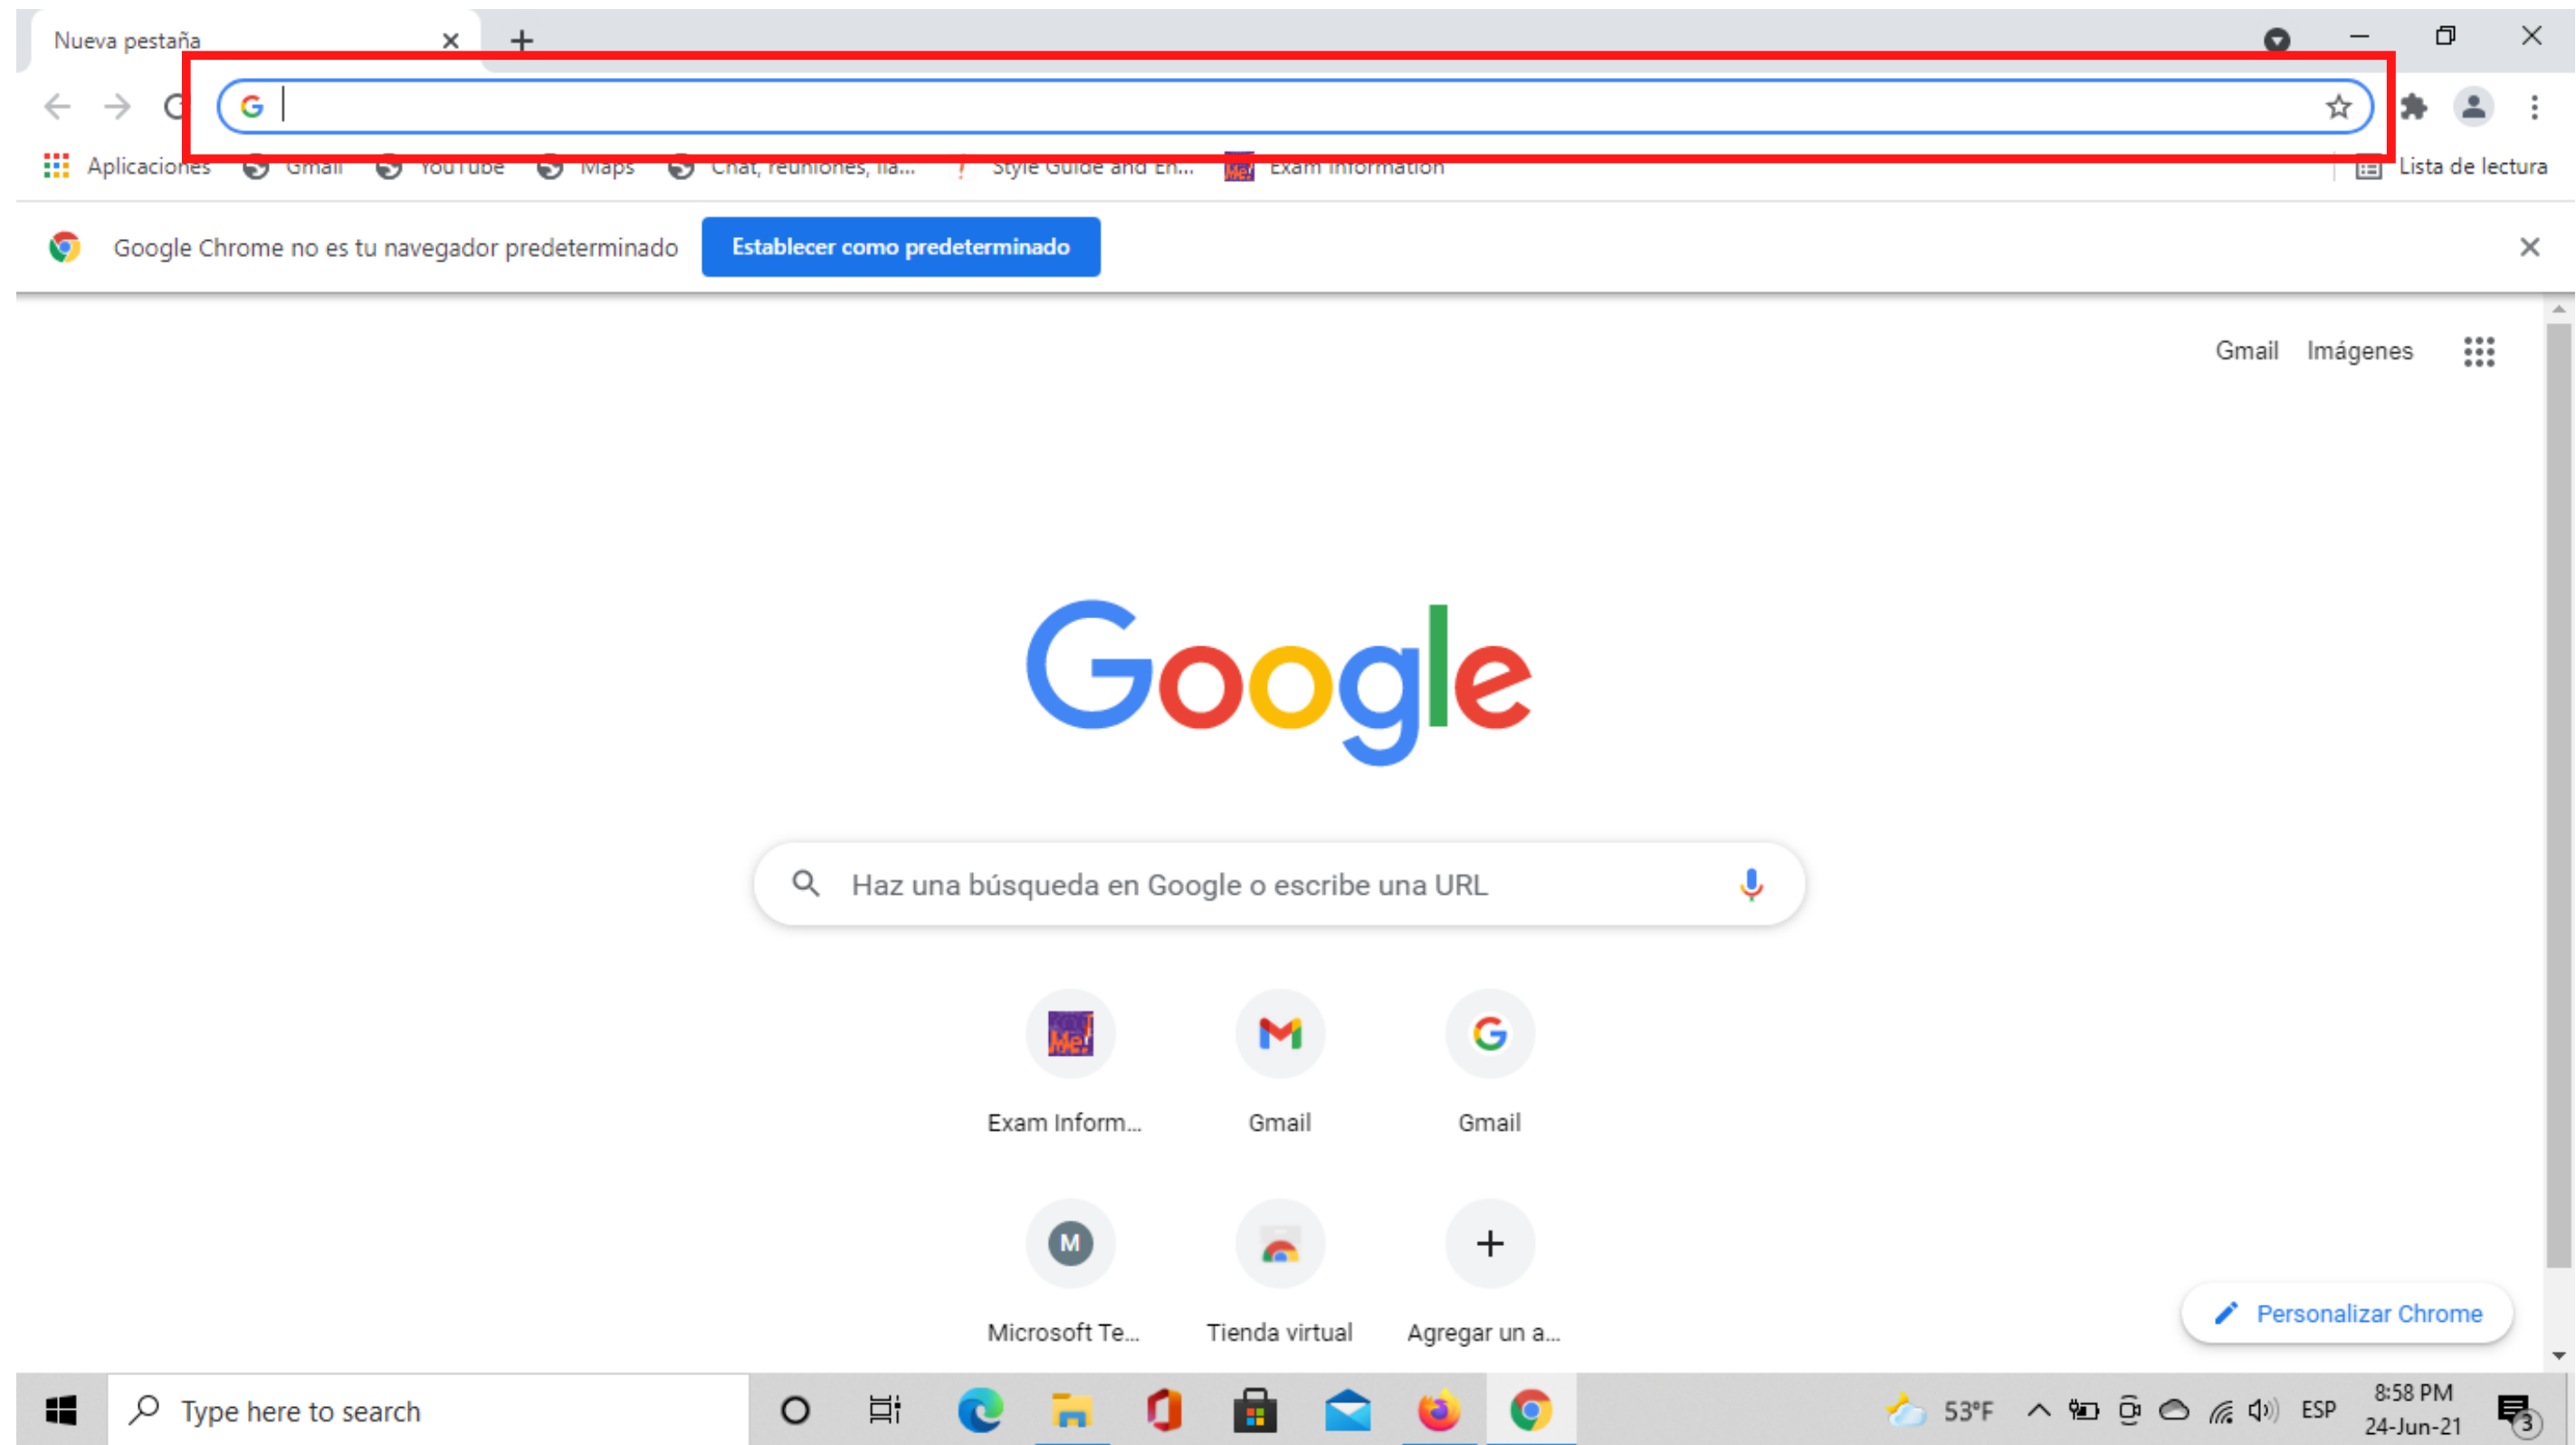 Nueva pestaña
Aplicaciones Gmail YouTube Maps Chat, reuniones, lla... Style Guide and En... Exam Information Lista de lectura
Google Chrome no es tu navegador predeterminado Establecer como predeterminado
Gmail Imágenes
Google
Haz una búsqueda en Google o escribe una URL
Me!
Exam Inform... Gmail Gmail
M
Microsoft Te... Tienda virtual Agregar un a...
Personalizar Chrome
Type here to search 53°F ESP 8:58 PM
24-Jun-21
3